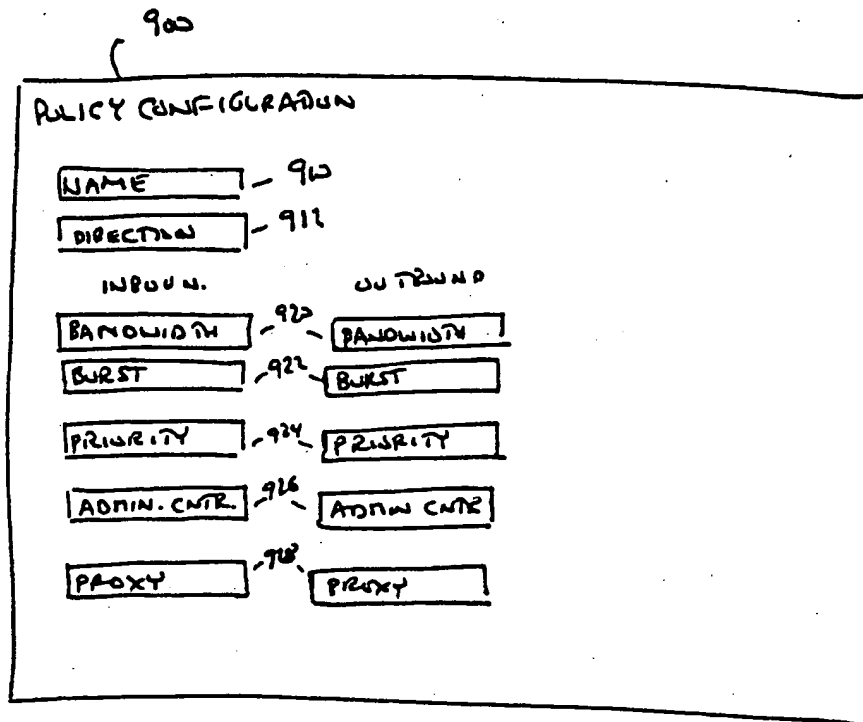 900
POLICY CONFIGURATION
NAME 910
DIRECTION 912
INBOUN. OUTBOUND
BANDWIDTH 920 BANDWIDTH
BURST 922 BURST
PRIORITY 924 PRIORITY
ADMIN. CNTR. 926 ADMIN CNTR
PROXY 928 PROXY